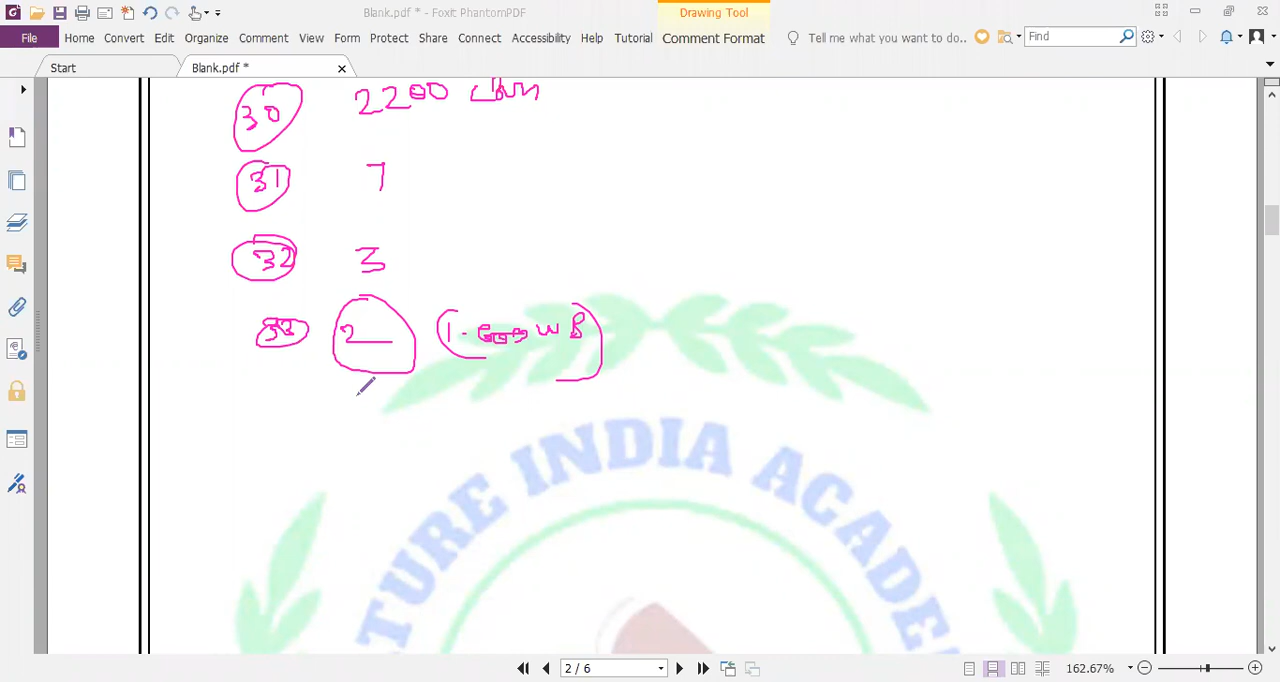 Blank.pdf * - Foxit PhantomPDF
Drawing Tool
File Home Convert Edit Organize Comment View Form Protect Share Connect Accessibility Help Tutorial Comment Format Tell me what you want to do.. Find
Start Blank.pdf *
30 2200
31 7
32 3
33 2 (1. W B)
TURE INDIA ACADE
2 / 6 162.67%